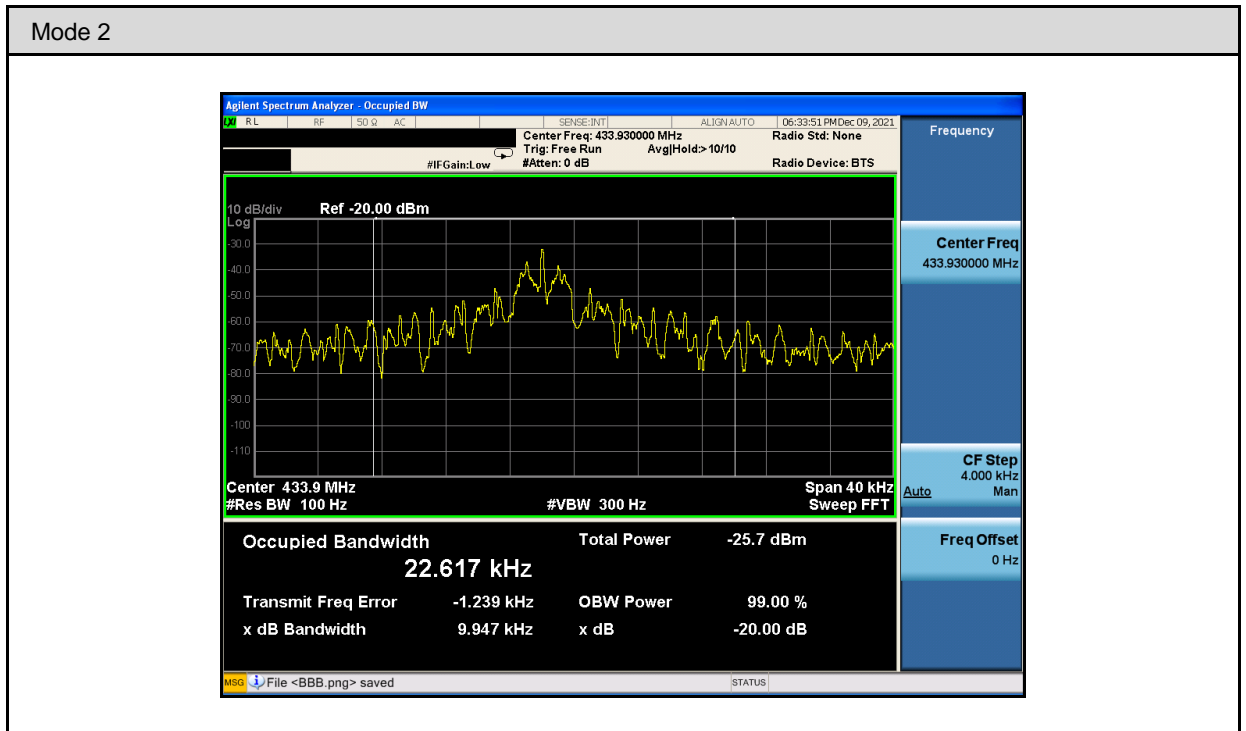 Mode 2
Agilent Spectrum Analyzer - Occupied BW
LXI RL RF 50 Ω AC SENSE:INT ALIGN AUTO 06:33:51 PM Dec 09, 2021
Center Freq: 433.930000 MHz Radio Std: None
Trig: Free Run Avg|Hold:>10/10
#IFGain:Low #Atten: 0 dB Radio Device: BTS
10 dB/div Ref -20.00 dBm
Log
-30.0
-40.0
-50.0
-60.0
-70.0
-80.0
-90.0
-100
-110
Center 433.9 MHz Span 40 kHz
#Res BW 100 Hz #VBW 300 Hz Sweep FFT
Occupied Bandwidth Total Power -25.7 dBm
22.617 kHz
Transmit Freq Error -1.239 kHz OBW Power 99.00 %
x dB Bandwidth 9.947 kHz x dB -20.00 dB
MSG File <BBB.png> saved STATUS
Frequency
Center Freq
433.930000 MHz
CF Step
4.000 kHz
Auto Man
Freq Offset
0 Hz